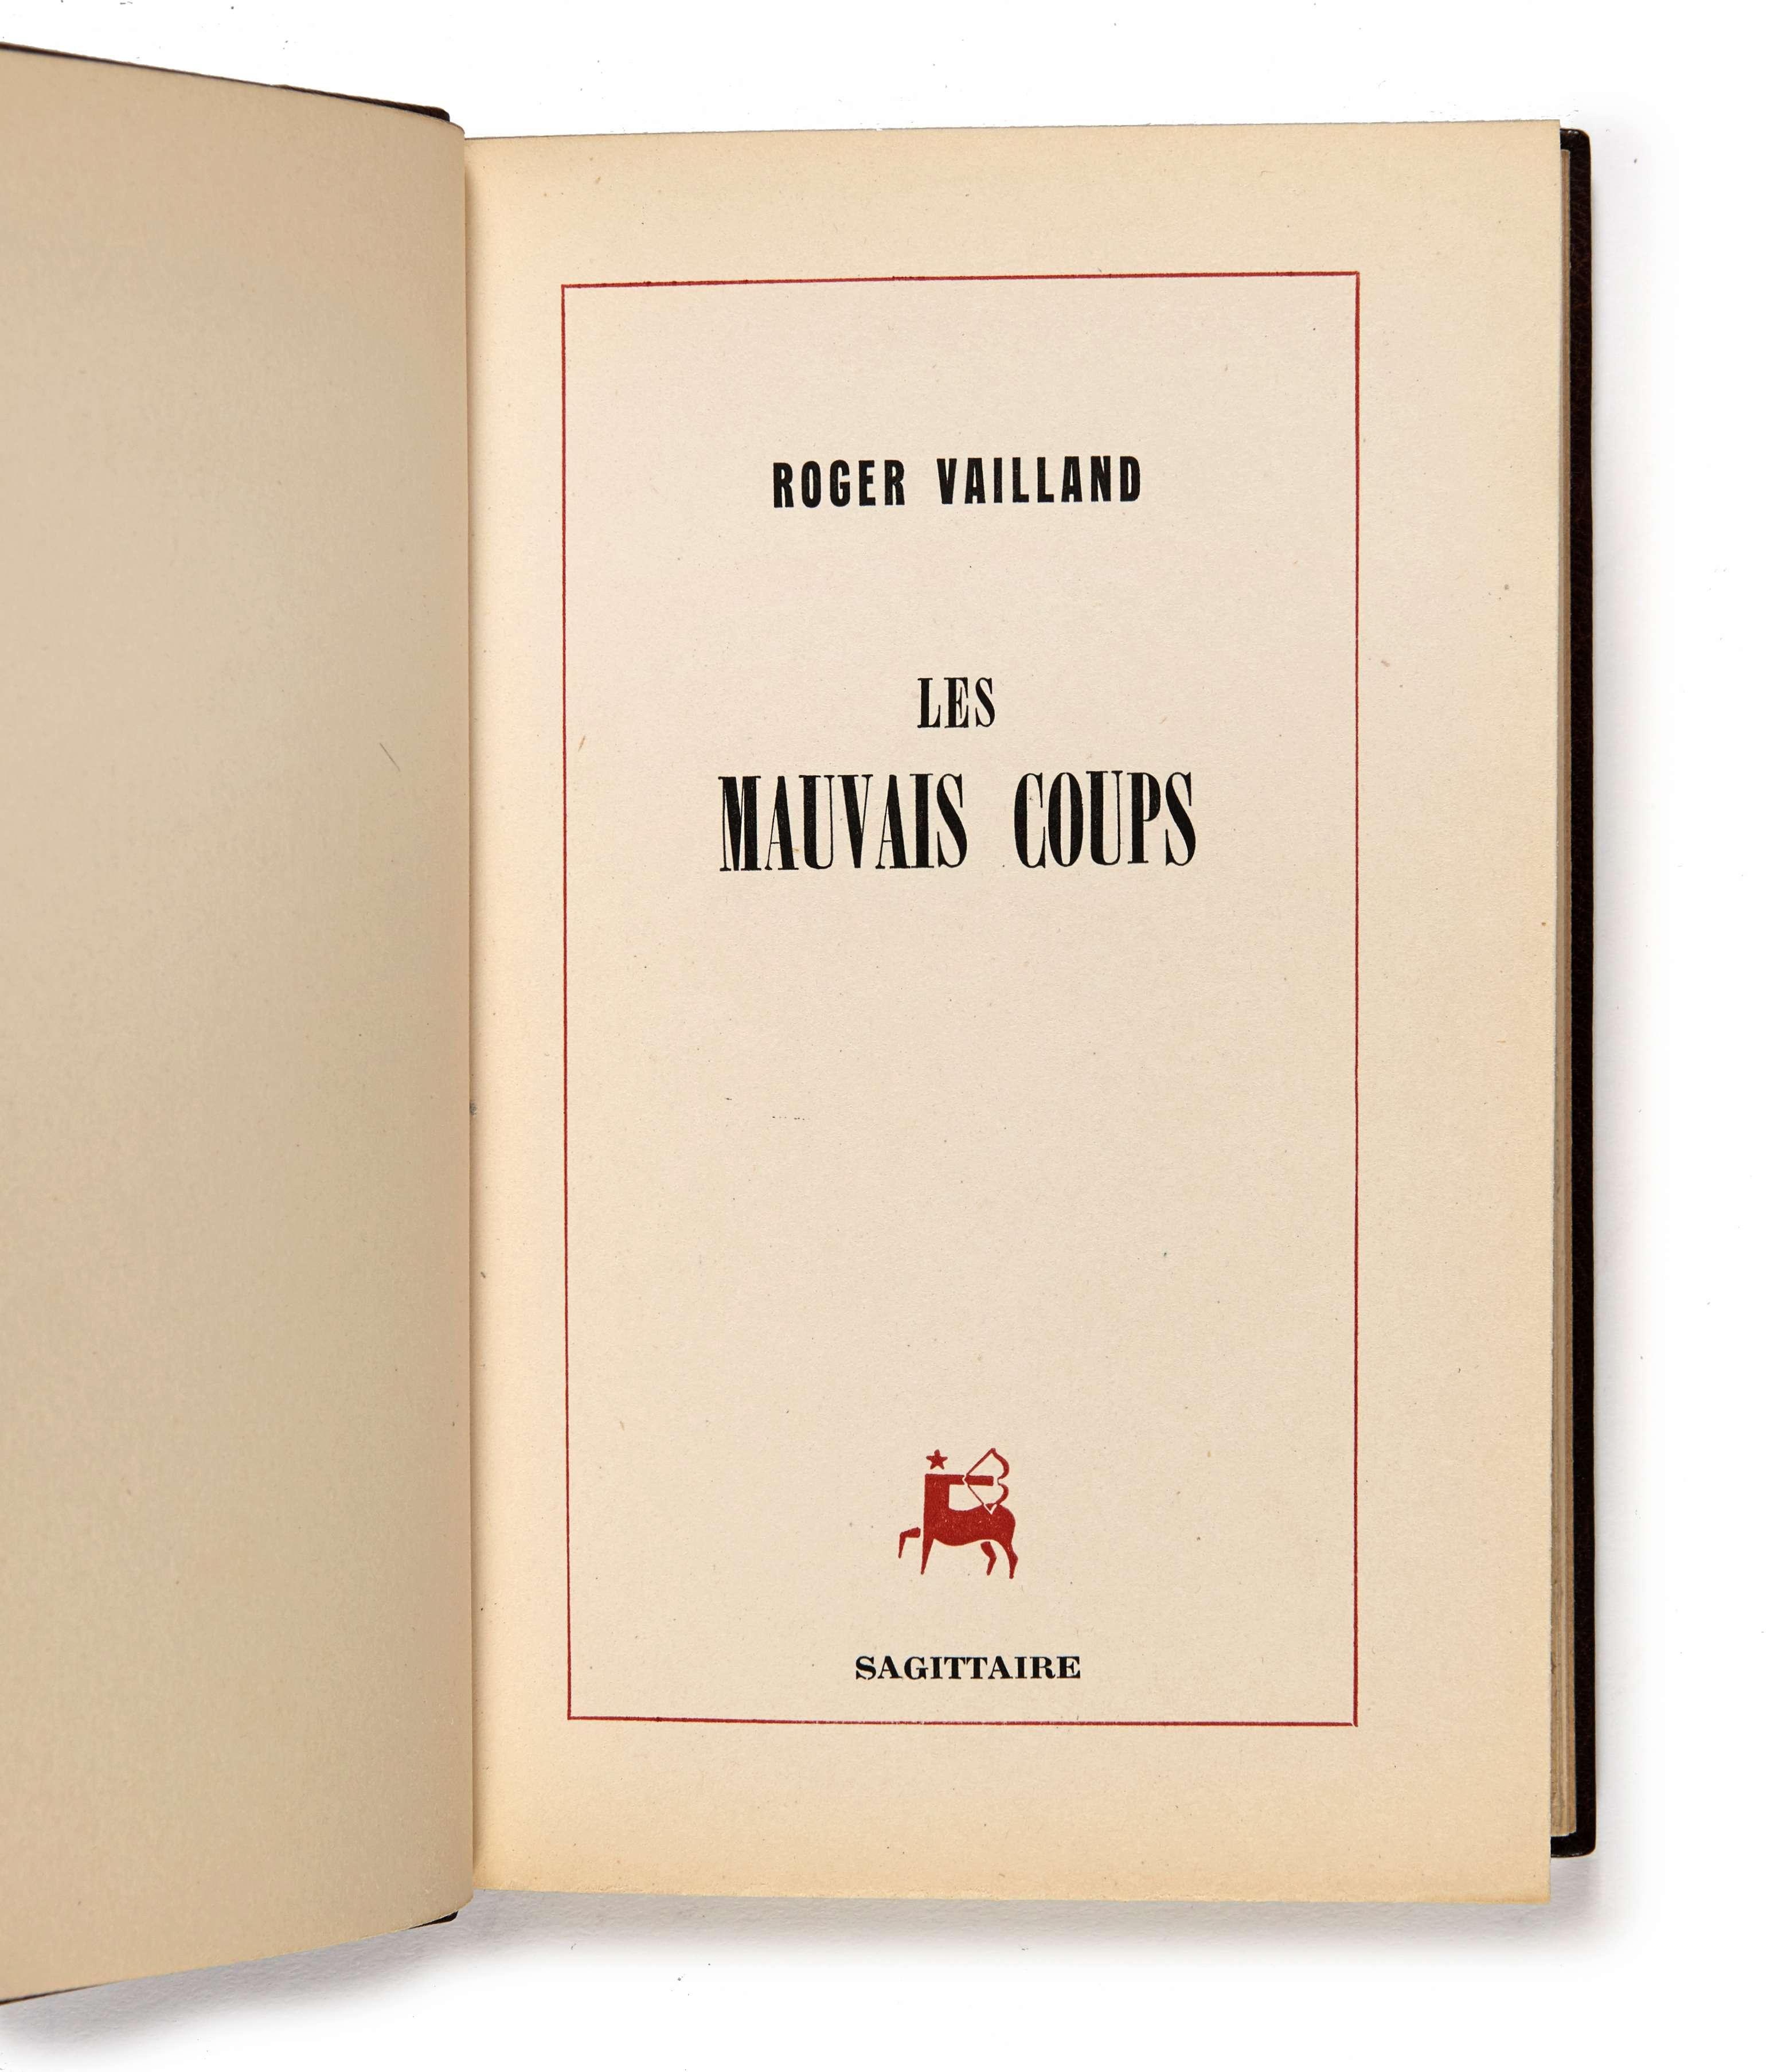 ROGER VAILLAND
LES
MAUVAIS COUPS
SAGITTAIRE